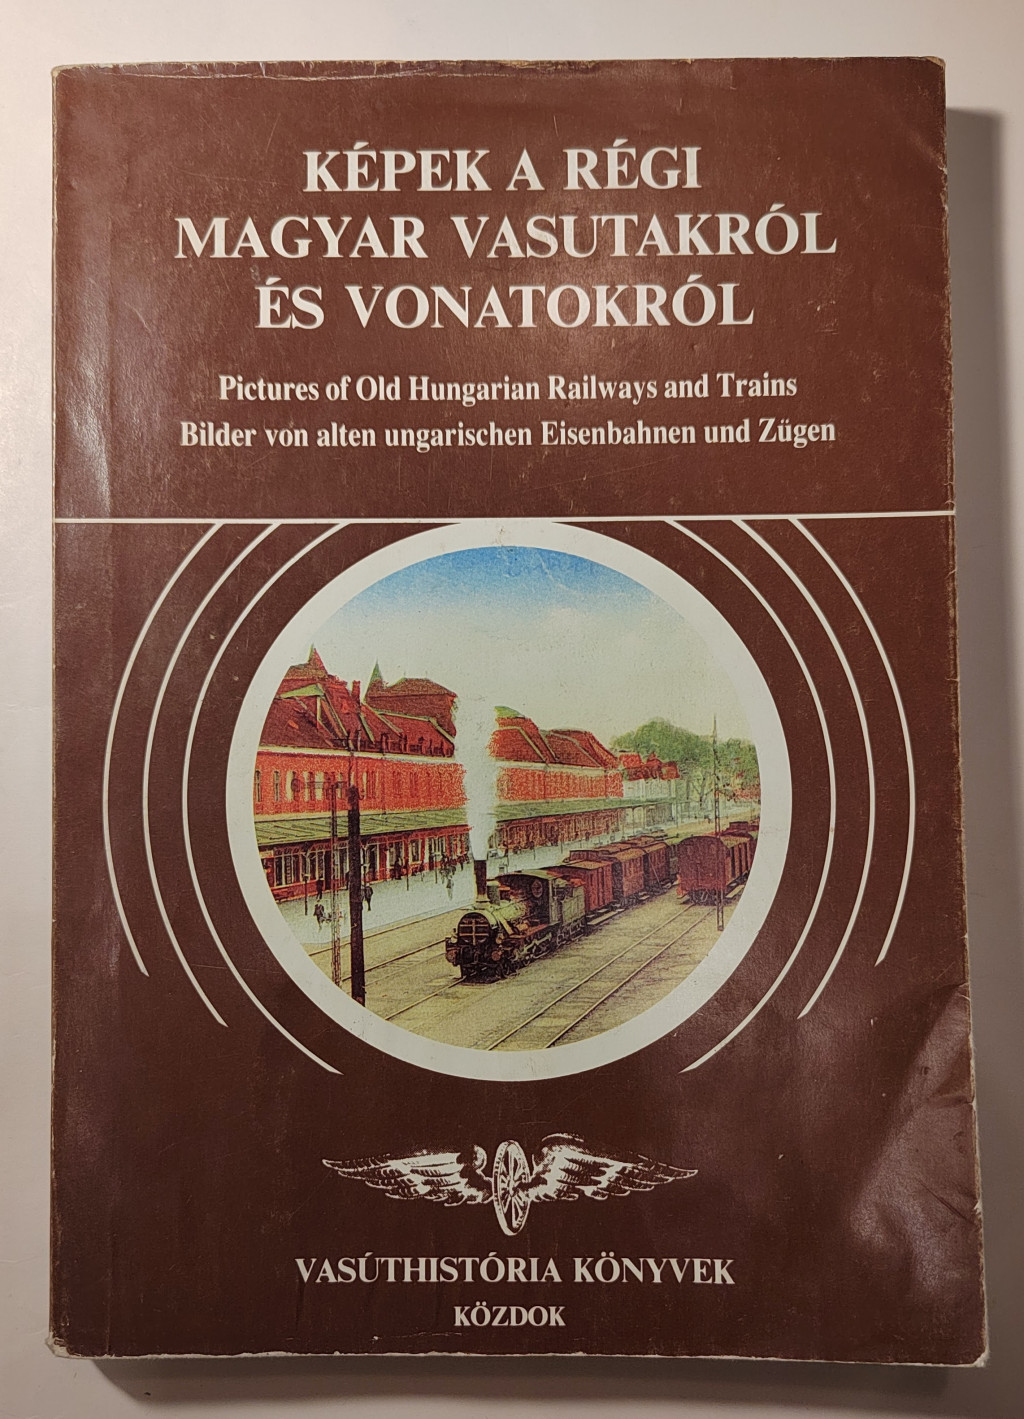 KÉPEK A RÉGI
MAGYAR VASUTAKRÓL
ÉS VONATOKRÓL
Pictures of Old Hungarian Railways and Trains
Bilder von alten ungarischen Eisenbahnen und Zügen
VASÚTHISTÓRIA KÖNYVEK
KÖZDOK